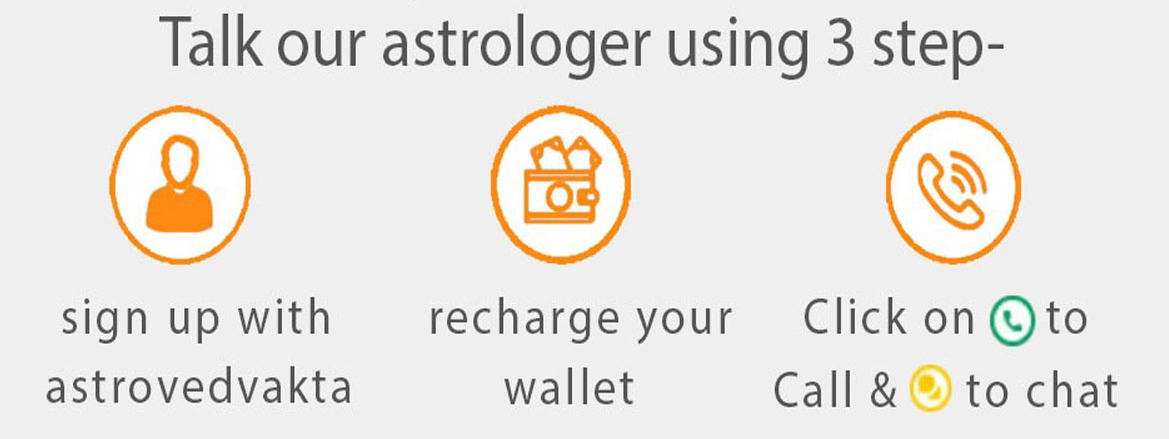 Talk our astrologer using 3 step-
sign up with
astrovedvakta
recharge your
wallet
Click on to
Call & to chat